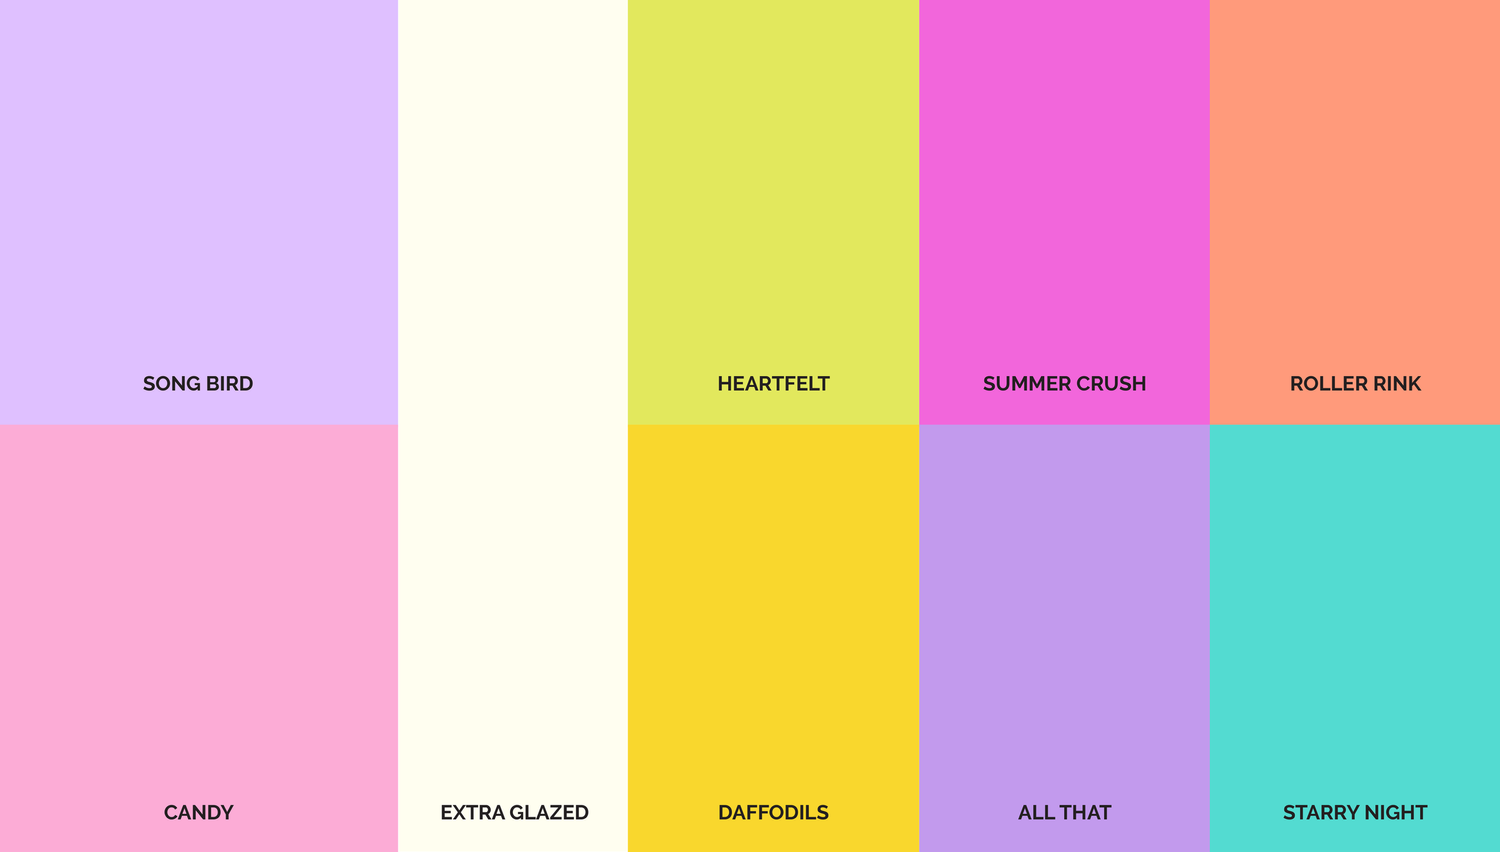 SONG BIRD
HEARTFELT
SUMMER CRUSH
ROLLER RINK
CANDY
EXTRA GLAZED
DAFFODILS
ALL THAT
STARRY NIGHT